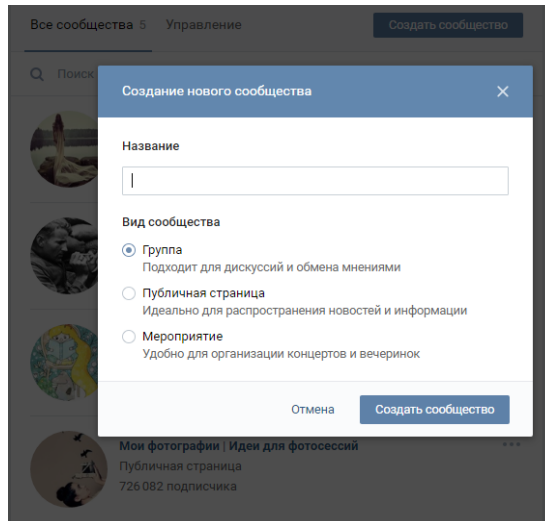 Все сообщества 5 Управление Создать сообщество
Поиск
Создание нового сообщества
Название
Вид сообщества
Группа
Подходит для дискуссий и обмена мнениями
Публичная страница
Идеально для распространения новостей и информации
Мероприятие
Удобно для организации концертов и вечеринок
Отмена Создать сообщество
Мои фотографии | Идеи для фотосессий
Публичная страница
726 082 подписчика